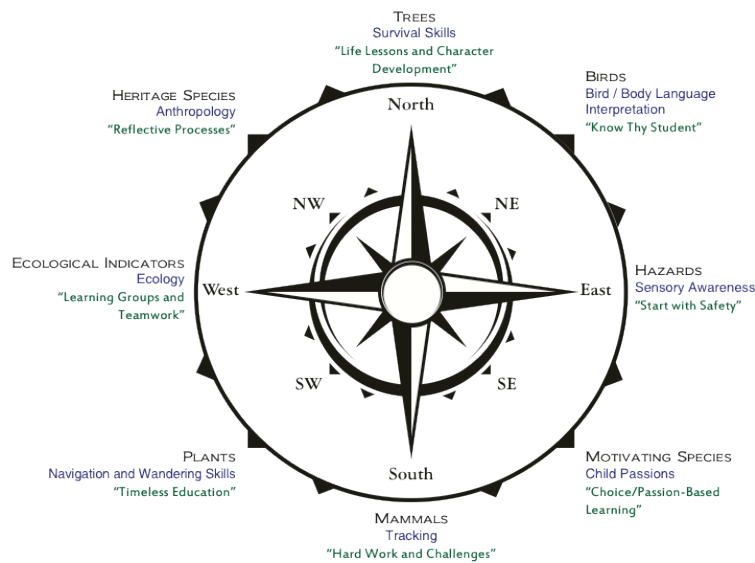 TREES
Survival Skills
“Life Lessons and Character
Development”
BIRDS
Bird / Body Language
Interpretation
“Know Thy Student”
HERITAGE SPECIES
Anthropology
“Reflective Processes”
North
NW
NE
ECOLOGICAL INDICATORS
Ecology
“Learning Groups and
Teamwork”
West
East
HAZARDS
Sensory Awareness
“Start with Safety”
SW
SE
PLANTS
Navigation and Wandering Skills
“Timeless Education”
South
MOTIVATING SPECIES
Child Passions
“Choice/Passion-Based
Learning”
MAMMALS
Tracking
“Hard Work and Challenges”